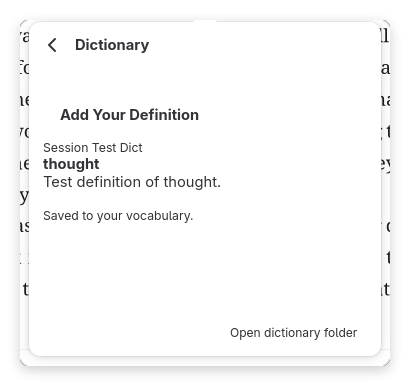 Dictionary
Add Your Definition
Session Test Dict
thought
Test definition of thought.
Saved to your vocabulary.
Open dictionary folder